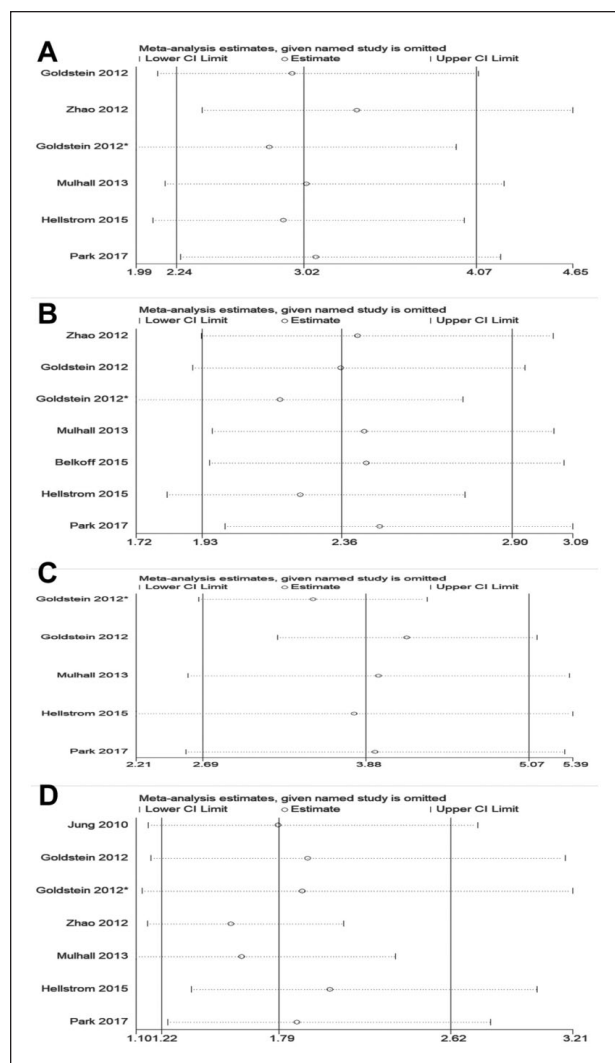 A
Meta-analysis estimates, given named study is omitted
| Lower CI Limit ○ Estimate | Upper CI Limit
Goldstein 2012
Zhao 2012
Goldstein 2012*
Mulhall 2013
Hellstrom 2015
Park 2017
1.99 2.24 3.02 4.07 4.65
B
Meta-analysis estimates, given named study is omitted
| Lower CI Limit ○ Estimate | Upper CI Limit
Zhao 2012
Goldstein 2012
Goldstein 2012*
Mulhall 2013
Belkoff 2015
Hellstrom 2015
Park 2017
1.72 1.93 2.36 2.90 3.09
C
Meta-analysis estimates, given named study is omitted
| Lower CI Limit ○ Estimate | Upper CI Limit
Goldstein 2012*
Goldstein 2012
Mulhall 2013
Hellstrom 2015
Park 2017
2.21 2.69 3.88 5.07 5.39
D
Meta-analysis estimates, given named study is omitted
| Lower CI Limit ○ Estimate | Upper CI Limit
Jung 2010
Goldstein 2012
Goldstein 2012*
Zhao 2012
Mulhall 2013
Hellstrom 2015
Park 2017
1.10 1.22 1.79 2.62 3.21